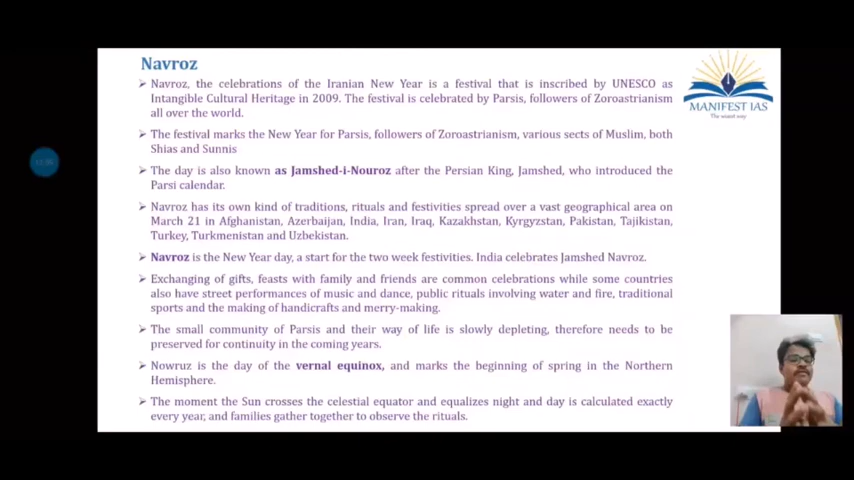 Navroz
➢ Navroz, the celebrations of the Iranian New Year is a festival that is inscribed by UNESCO as
Intangible Cultural Heritage in 2009. The festival is celebrated by Parsis, followers of Zoroastrianism
all over the world.
➢ The festival marks the New Year for Parsis, followers of Zoroastrianism, various sects of Muslim, both
Shias and Sunnis
➢ The day is also known as Jamshed-i-Nouroz after the Persian King, Jamshed, who introduced the
Parsi calendar.
➢ Navroz has its own kind of traditions, rituals and festivities spread over a vast geographical area on
March 21 in Afghanistan, Azerbaijan, India, Iran, Iraq, Kazakhstan, Kyrgyzstan, Pakistan, Tajikistan,
Turkey, Turkmenistan and Uzbekistan.
➢ Navroz is the New Year day, a start for the two week festivities. India celebrates Jamshed Navroz.
➢ Exchanging of gifts, feasts with family and friends are common celebrations while some countries
also have street performances of music and dance, public rituals involving water and fire, traditional
sports and the making of handicrafts and merry-making.
➢ The small community of Parsis and their way of life is slowly depleting, therefore needs to be
preserved for continuity in the coming years.
➢ Nowruz is the day of the vernal equinox, and marks the beginning of spring in the Northern
Hemisphere.
➢ The moment the Sun crosses the celestial equator and equalizes night and day is calculated exactly
every year, and families gather together to observe the rituals.
MANIFEST IAS